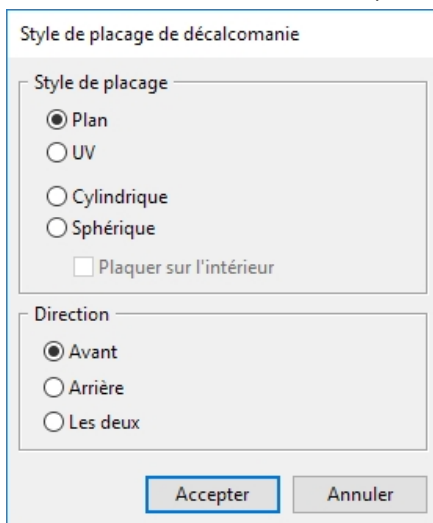 Style de placage de décalcomanie
Style de placage
Plan
UV
Cylindrique
Sphérique
Plaquer sur l'intérieur
Direction
Avant
Arrière
Les deux
Accepter Annuler